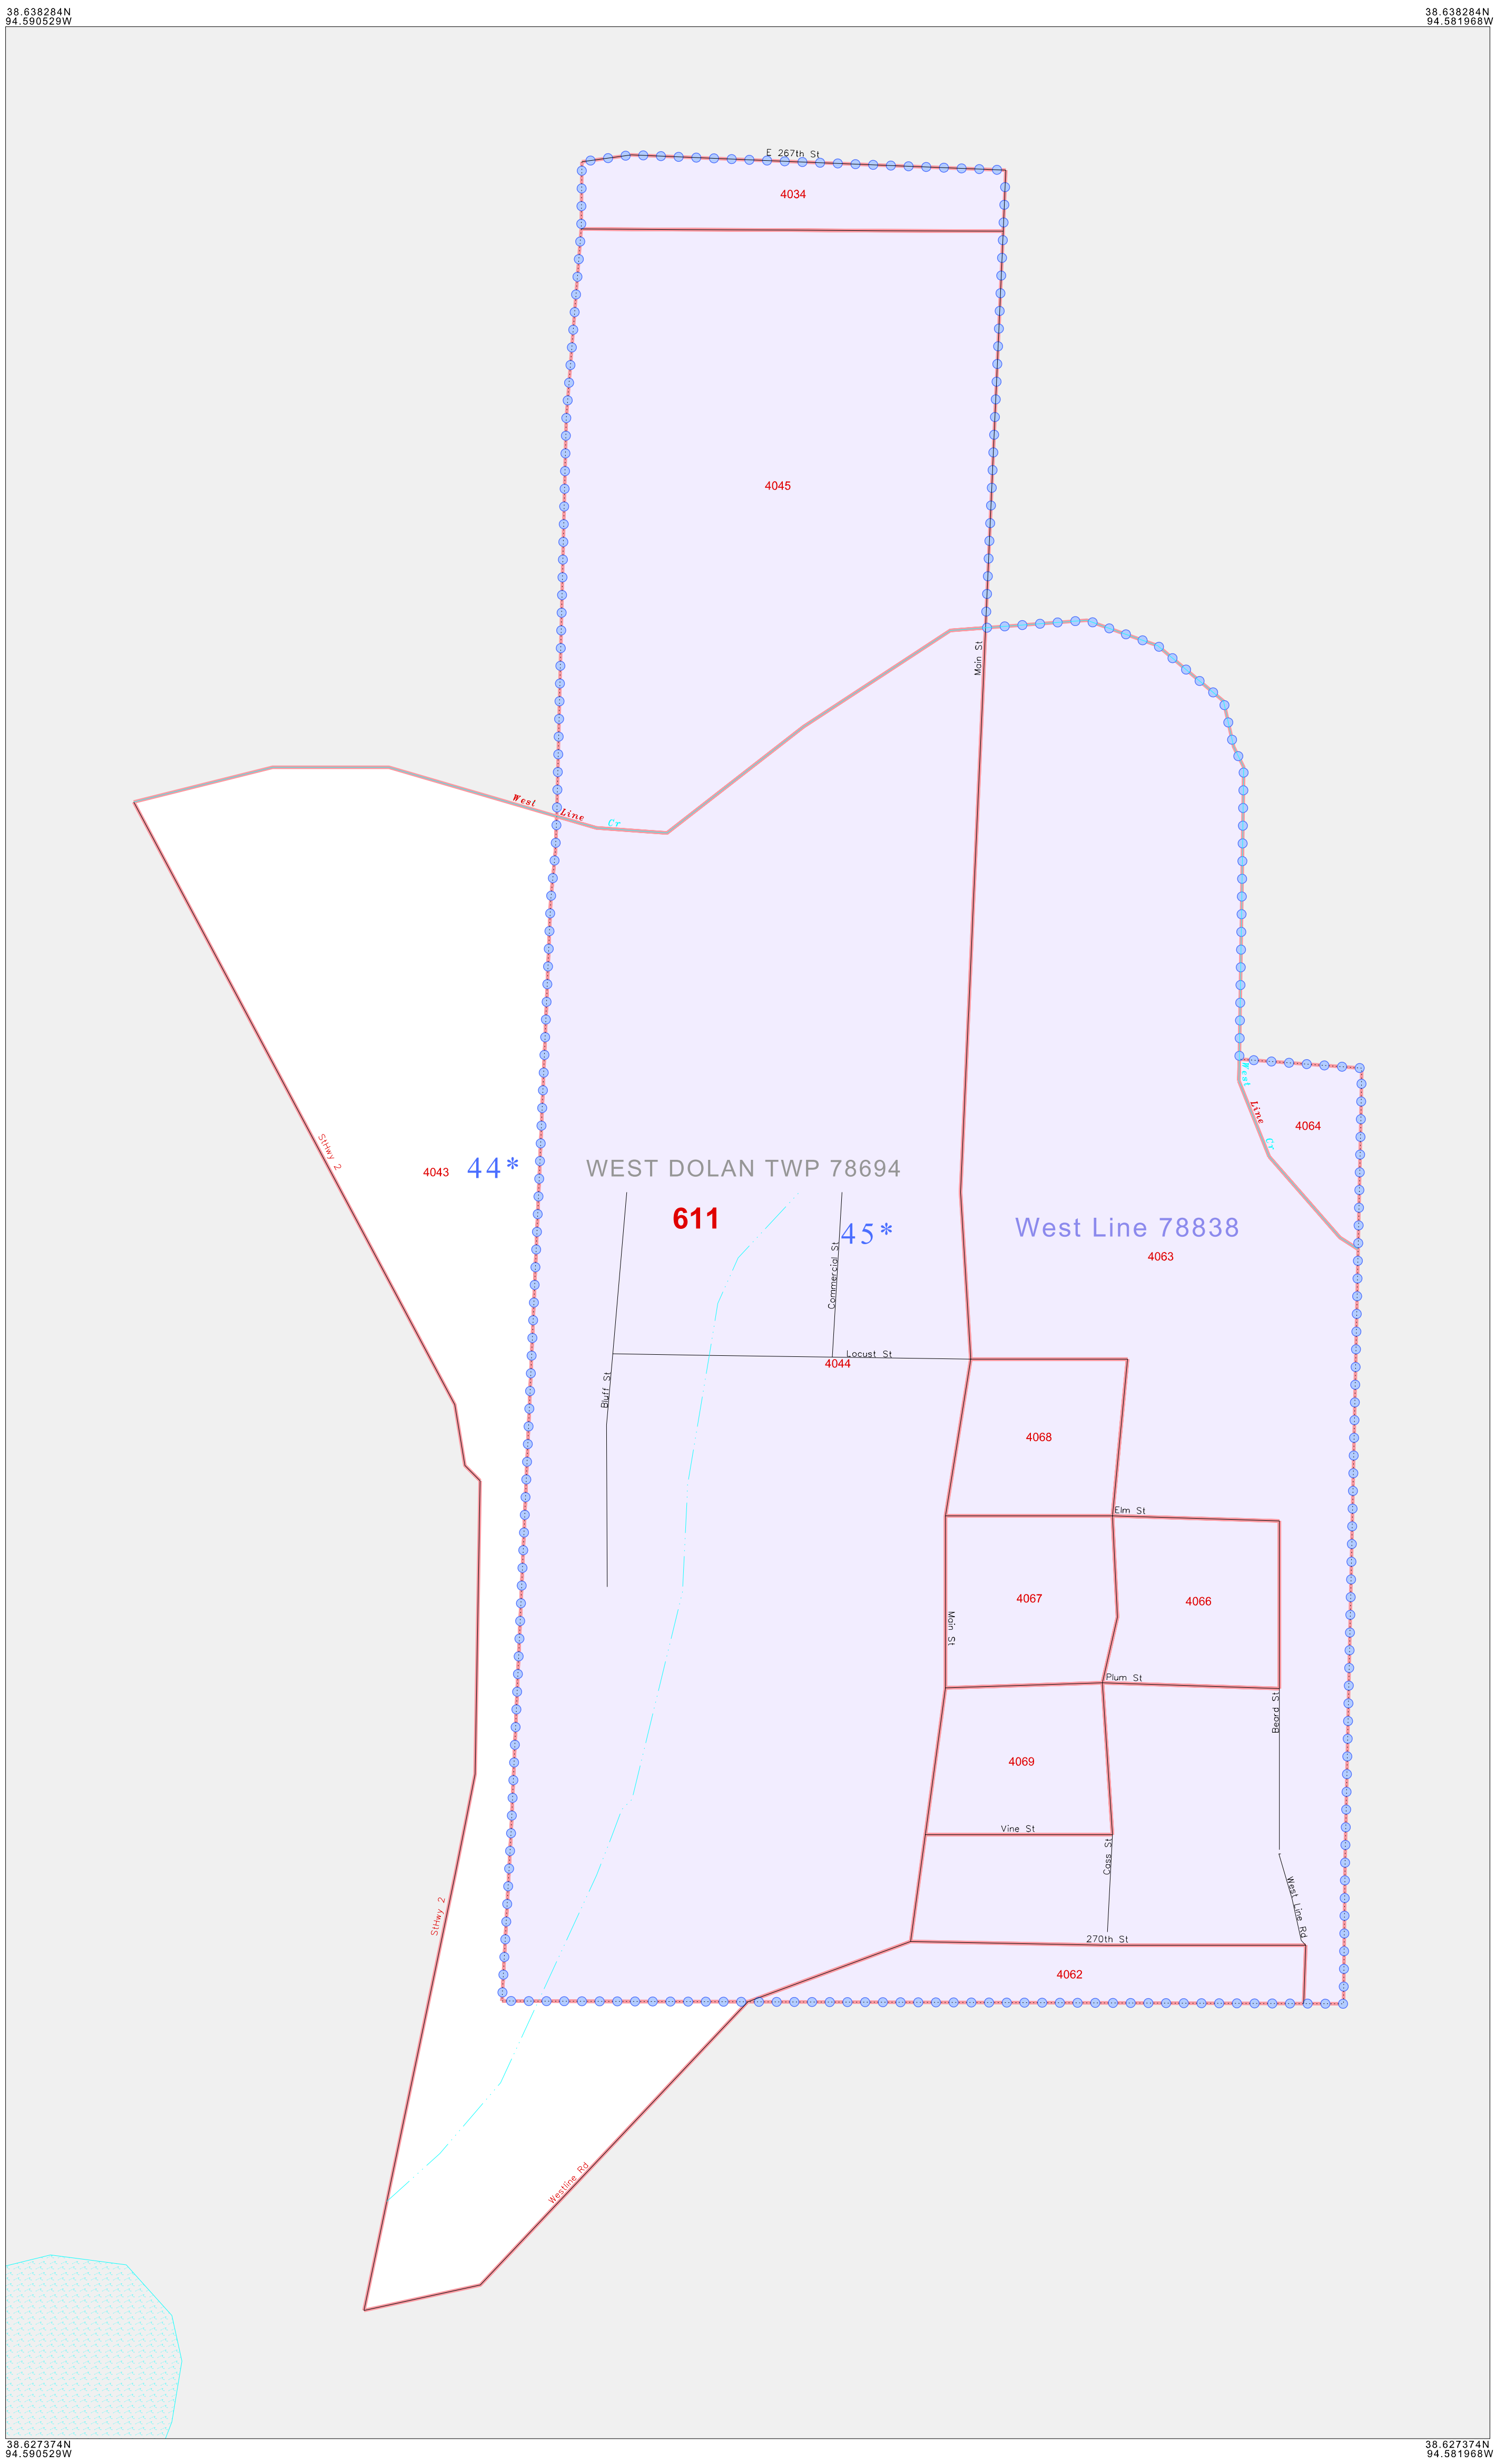 38.638284N
94.590529W
38.638284N
94.581968W
E 267th St
4034
4045
Main St
West
Line
Cr
West
Line
Cr
4064
StHwy 2
4043
44*
WEST DOLAN TWP 78694
611
45*
West Line 78838
4063
Commercial St
Locust St
4044
Bluff St
4068
Elm St
4067
4066
Main St
Plum St
Beard St
4069
Vine St
Cass St
West Line Rd
StHwy 2
270th St
4062
Westline Rd
38.627374N
94.590529W
38.627374N
94.581968W